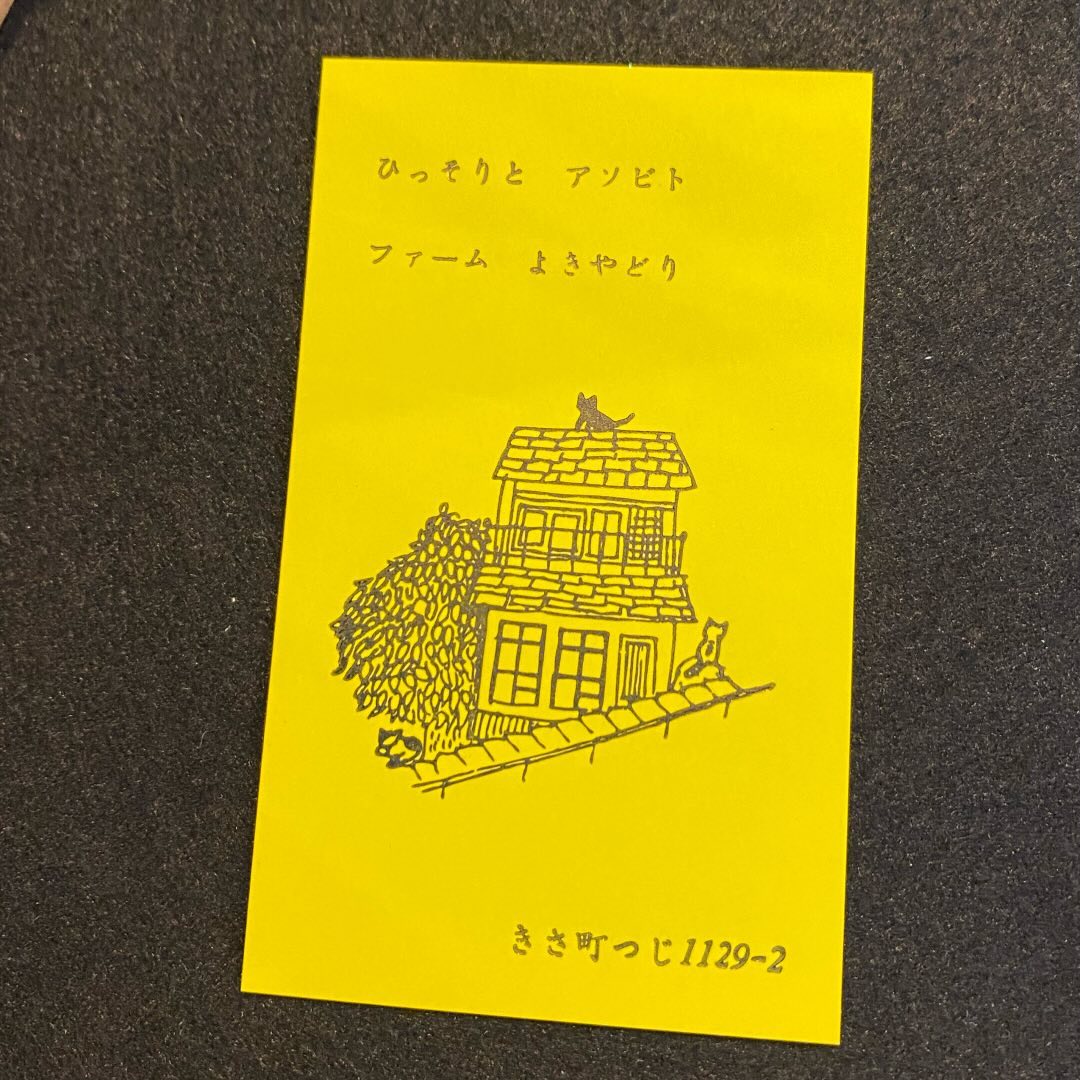 ひっそりと　アソビト
ファーム　よきやどり
きさ町つじ1129-2